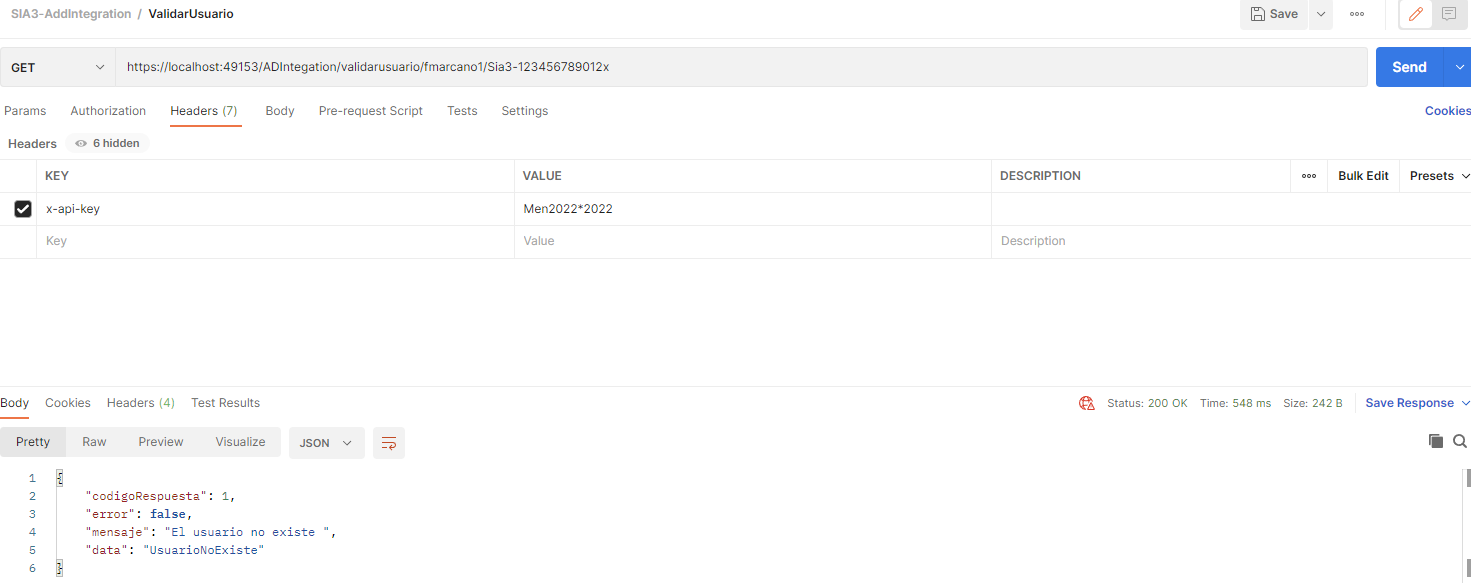 SIA3-AddIntegration / ValidarUsuario
Save
GET
https://localhost:49153/ADIntegation/validarusuario/fmarcano1/Sia3-123456789012x
Send
Params Authorization Headers (7) Body Pre-request Script Tests Settings Cookies
Headers 6 hidden
KEY VALUE DESCRIPTION ooo Bulk Edit Presets
x-api-key Men2022*2022
Key Value Description
Body Cookies Headers (4) Test Results Status: 200 OK Time: 548 ms Size: 242 B Save Response
Pretty Raw Preview Visualize JSON
1 {
2 "codigoRespuesta": 1,
3 "error": false,
4 "mensaje": "El usuario no existe ",
5 "data": "UsuarioNoExiste"
6 }